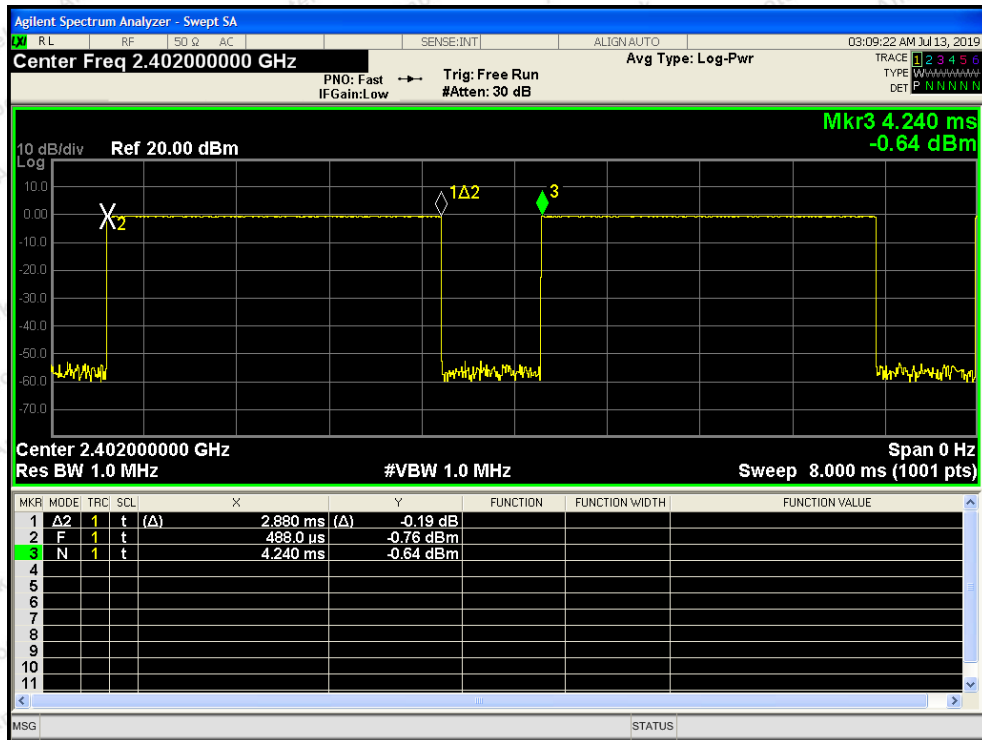 Agilent Spectrum Analyzer - Swept SA
LXI RL RF 50 Ω AC SENSE:INT ALIGN AUTO 03:09:22 AM Jul 13, 2019
Center Freq 2.402000000 GHz Avg Type: Log-Pwr TRACE 1 2 3 4 5 6
PNO: Fast Trig: Free Run TYPE WWWWWW
IFGain:Low #Atten: 30 dB DET P N N N N N
Mkr3 4.240 ms
10 dB/div Ref 20.00 dBm -0.64 dBm
Log
10.0
0.00
-10.0
-20.0
-30.0
-40.0
-50.0
-60.0
-70.0
X2 1Δ2 3
Center 2.402000000 GHz Span 0 Hz
Res BW 1.0 MHz #VBW 1.0 MHz Sweep 8.000 ms (1001 pts)
MKR MODE TRC SCL X Y FUNCTION FUNCTION WIDTH FUNCTION VALUE
1 Δ2 1 t (Δ) 2.880 ms (Δ) -0.19 dB
2 F 1 t 488.0 µs -0.76 dBm
3 N 1 t 4.240 ms -0.64 dBm
4
5
6
7
8
9
10
11
MSG STATUS